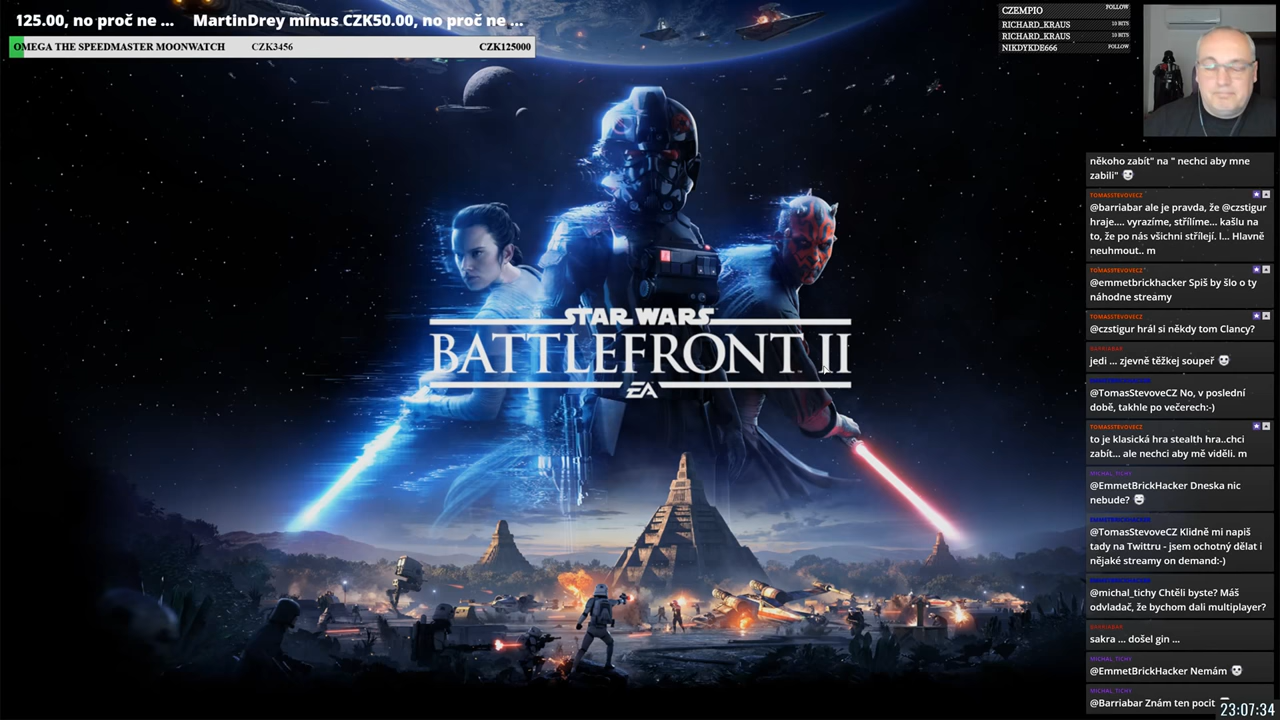 125.00, no proč ne ... MartinDrey mínus CZK50.00, no proč ne ...
OMEGA THE SPEEDMASTER MOONWATCH CZK3456 CZK125000
CZEMPIO FOLLOW
RICHARD_KRAUS 10 BITS
RICHARD_KRAUS 10 BITS
NIKDYKDE666 FOLLOW
STAR WARS
BATTLEFRONT II
EA
někoho zabít" na " nechci aby mne
zabili"
TOMASSTEVOVECZ
@barriabar ale je pravda, že @czstigur
hraje.... vyrazíme, střílíme... kašlu na
to, že po nás všichni střílejí. l... Hlavně
neuhmout.. m
TOMASSTEVOVECZ
@emmetbrickhacker Spiš by šlo o ty
náhodne streamy
TOMASSTEVOVECZ
@czstigur hrál si někdy tom Clancy?
BARRIABAR
jedi ... zjevně těžkej soupeř
EMMETBRICKHACKER
@TomasStevoveCZ No, v poslední
době, takhle po večerech:-)
TOMASSTEVOVECZ
to je klasická hra stealth hra..chci
zabít... ale nechci aby mě viděli. m
MICHAL_TICHY
@EmmetBrickHacker Dneska nic
nebude?
EMMETBRICKHACKER
@TomasStevoveCZ Klidně mi napiš
tady na Twittru - jsem ochotný dělat i
nějaké streamy on demand:-)
EMMETBRICKHACKER
@michal_tichy Chtěli byste? Máš
odvladač, že bychom dali multiplayer?
BARRIABAR
sakra ... došel gin ...
MICHAL_TICHY
@EmmetBrickHacker Nemám
MICHAL_TICHY
@Barriabar Znám ten pocit
23:07:34